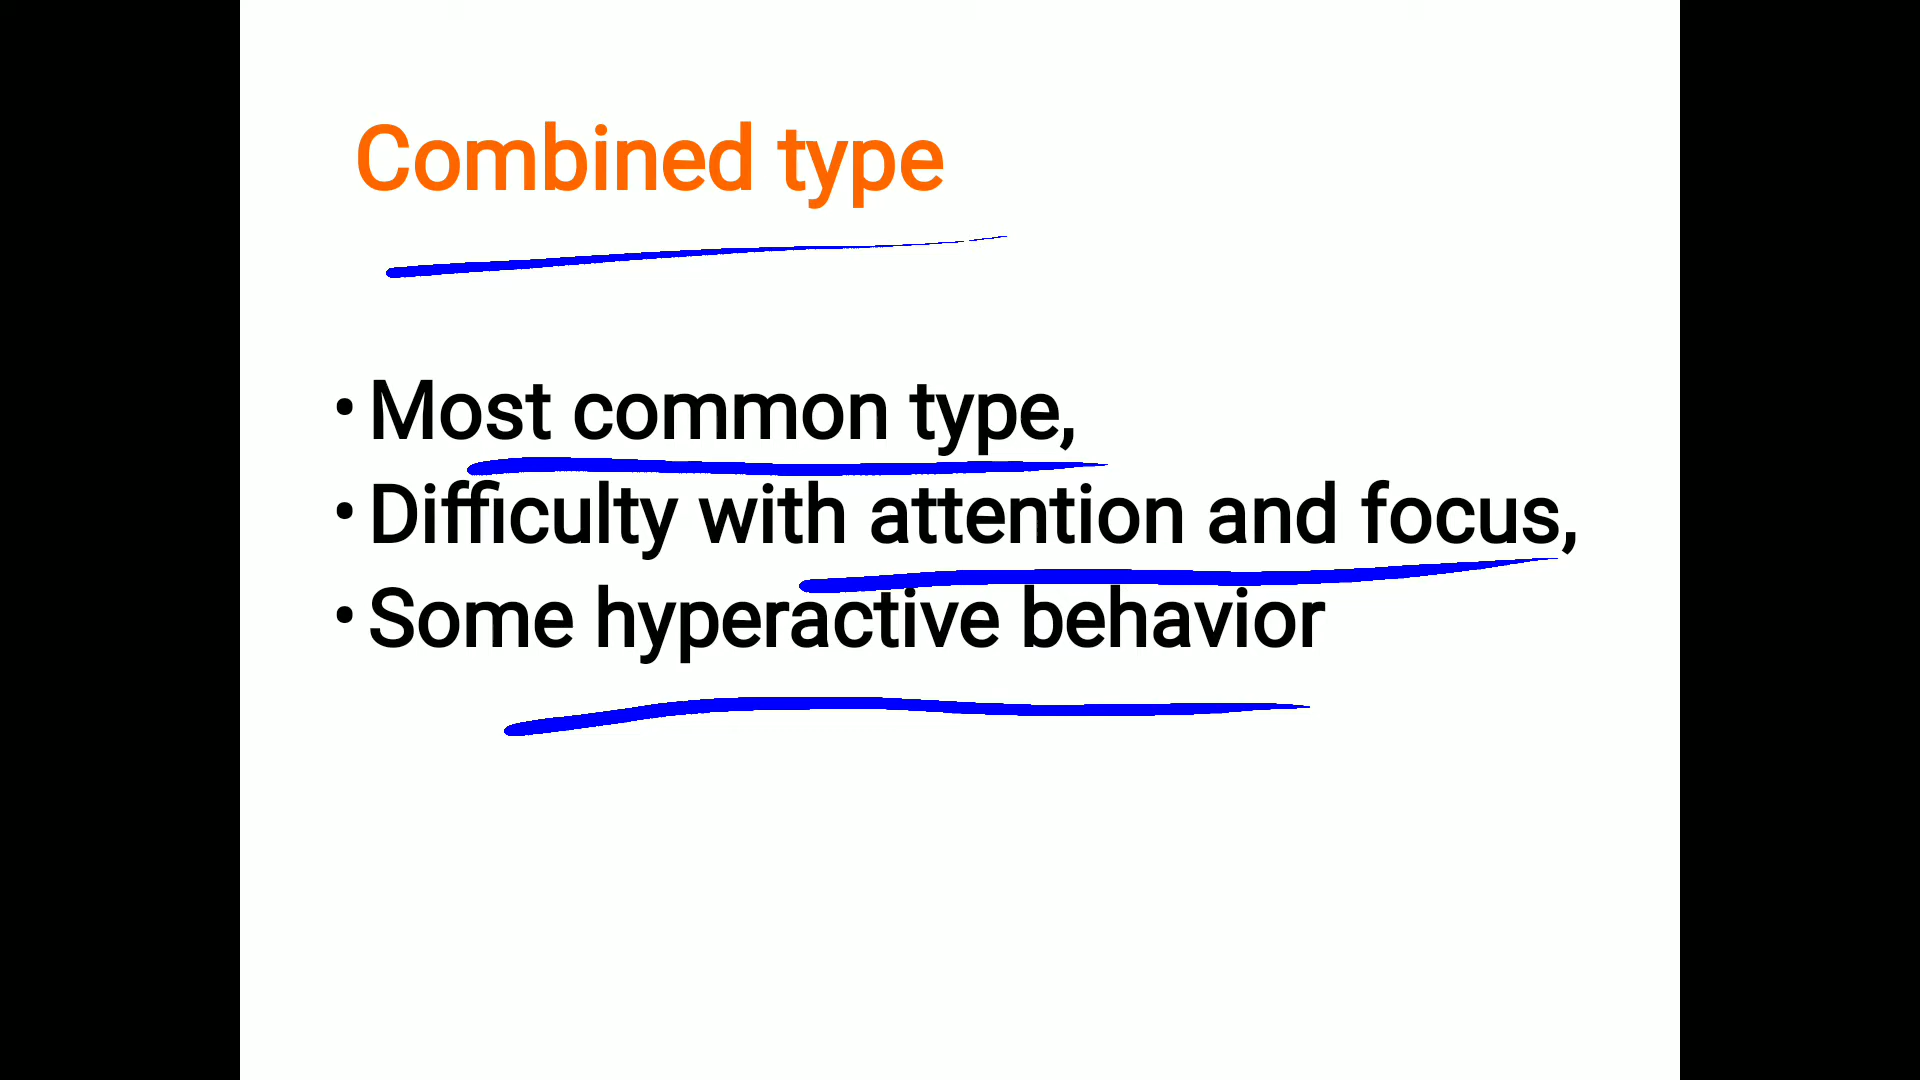 Combined type
• Most common type,
• Difficulty with attention and focus,
• Some hyperactive behavior